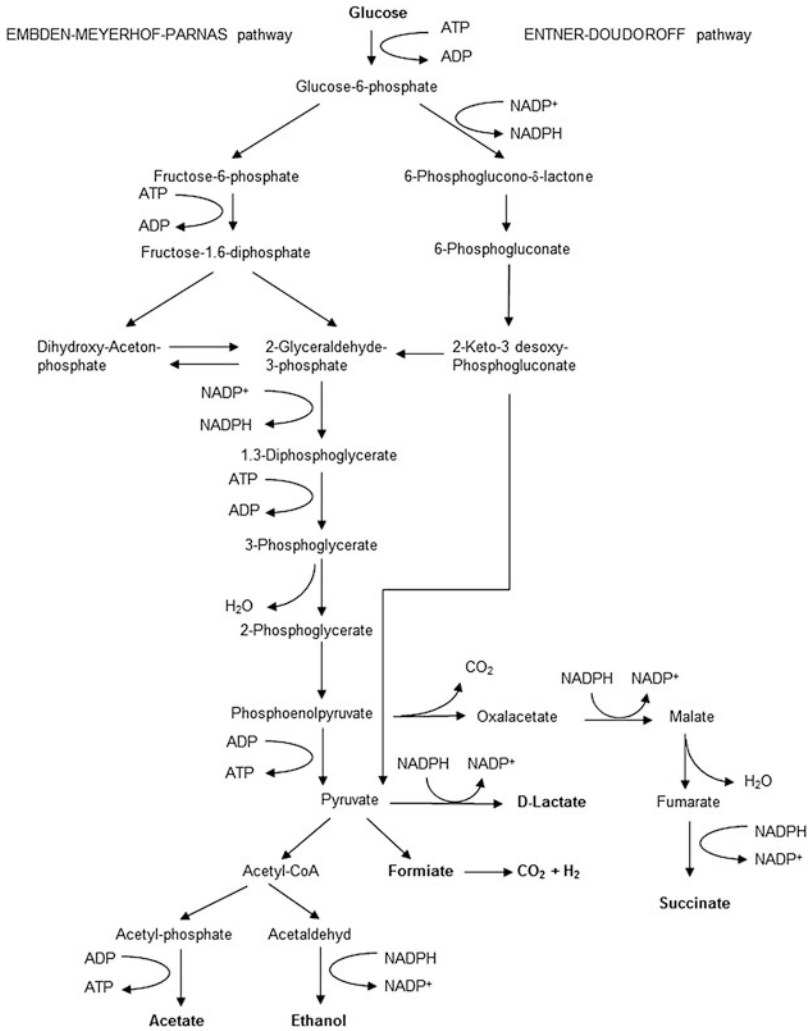 Glucose
EMBDEN-MEYERHOF-PARNAS pathway
ATP
ENTNER-DOUDOROFF pathway
ADP
Glucose-6-phosphate
NADP+
NADPH
Fructose-6-phosphate
6-Phosphoglucono-δ-lactone
ATP
ADP
Fructose-1.6-diphosphate
6-Phosphogluconate
Dihydroxy-Aceton-
phosphate
2-Glyceraldehyde-
3-phosphate
2-Keto-3 desoxy-
Phosphogluconate
NADP+
NADPH
1.3-Diphosphoglycerate
ATP
ADP
3-Phosphoglycerate
H2O
2-Phosphoglycerate
CO2
NADPH
NADP+
Phosphoenolpyruvate
Oxalacetate
Malate
ADP
ATP
NADPH
NADP+
H2O
Pyruvate
D-Lactate
Fumarate
NADPH
NADP+
Acetyl-CoA
Formiate
CO2 + H2
Succinate
Acetyl-phosphate
Acetaldehyd
ADP
ATP
NADPH
NADP+
Acetate
Ethanol